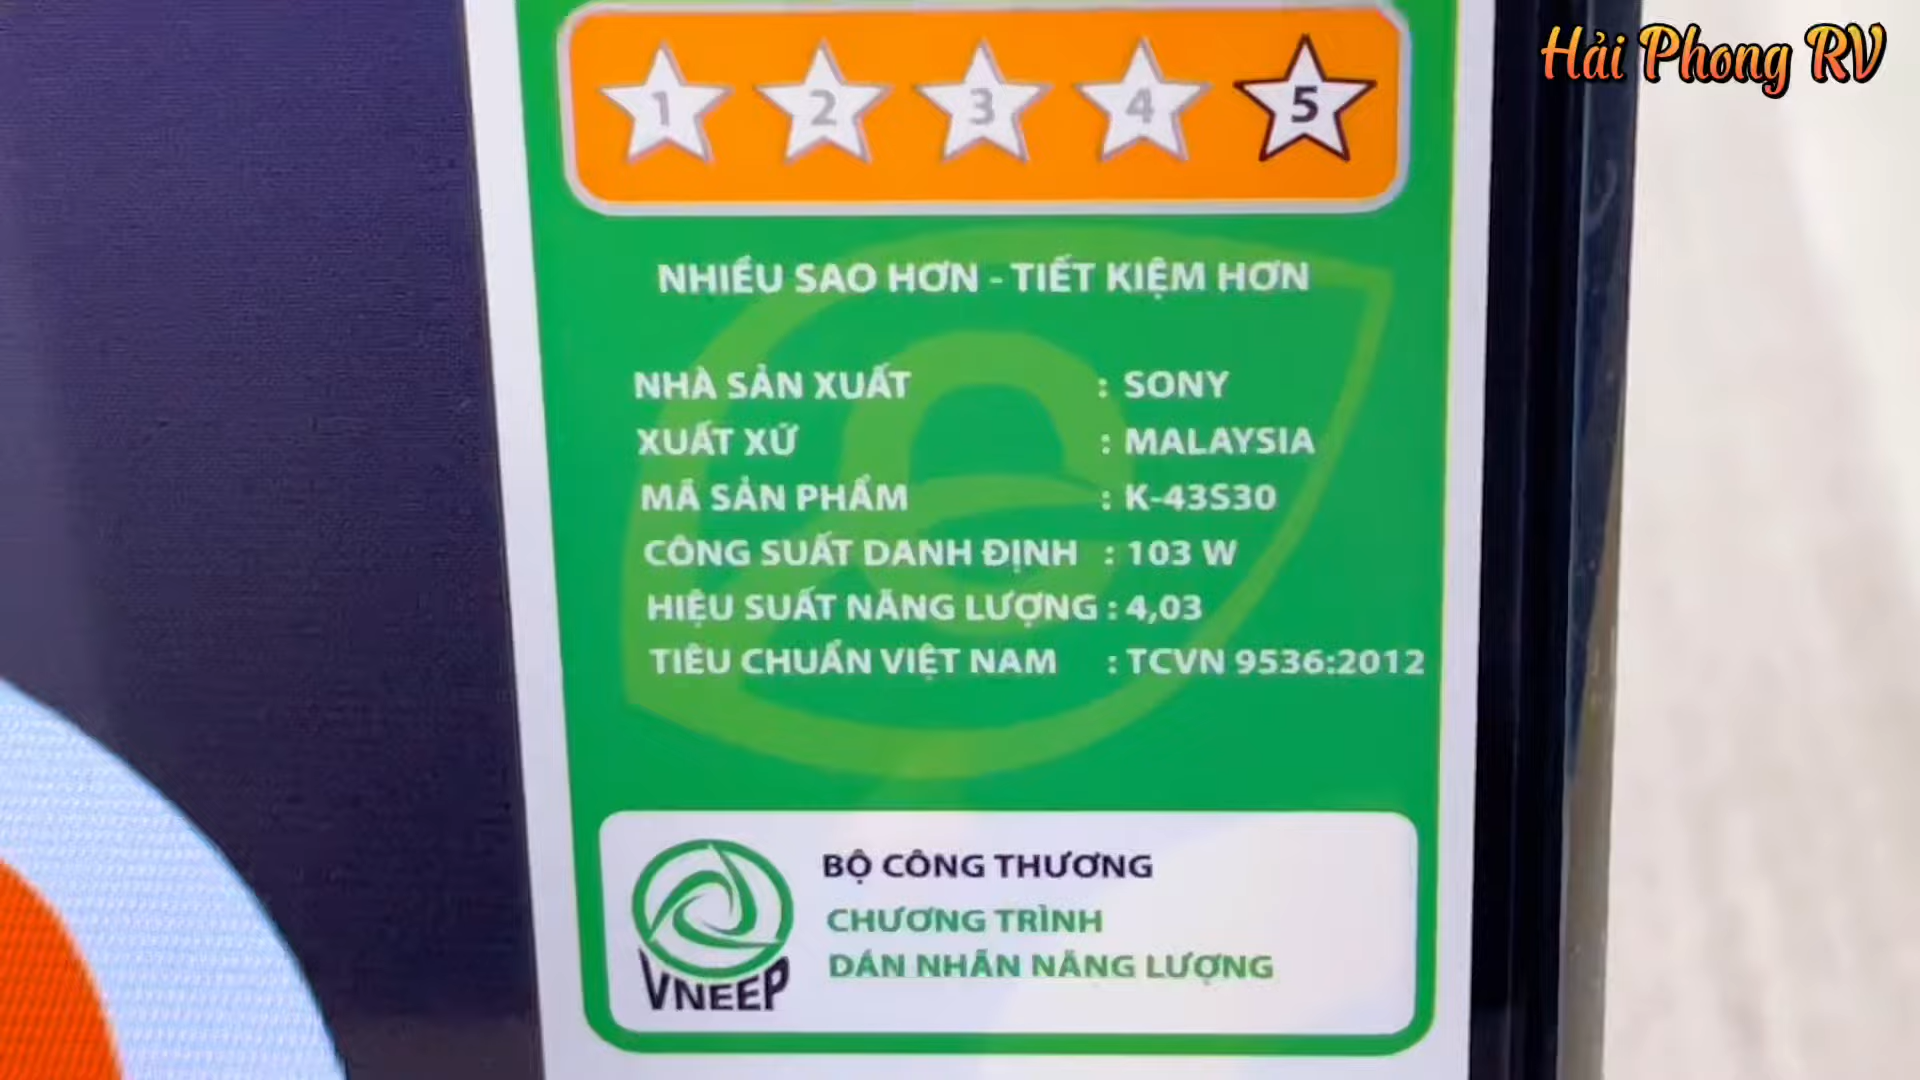 Hải Phong RV
1 2 3 4 5
NHIỀU SAO HƠN - TIẾT KIỆM HƠN
NHÀ SẢN XUẤT : SONY
XUẤT XỨ : MALAYSIA
MÃ SẢN PHẨM : K-43S30
CÔNG SUẤT DANH ĐỊNH : 103 W
HIỆU SUẤT NĂNG LƯỢNG : 4,03
TIÊU CHUẨN VIỆT NAM : TCVN 9536:2012
BỘ CÔNG THƯƠNG
CHƯƠNG TRÌNH
DÁN NHÃN NĂNG LƯỢNG
VNEEP